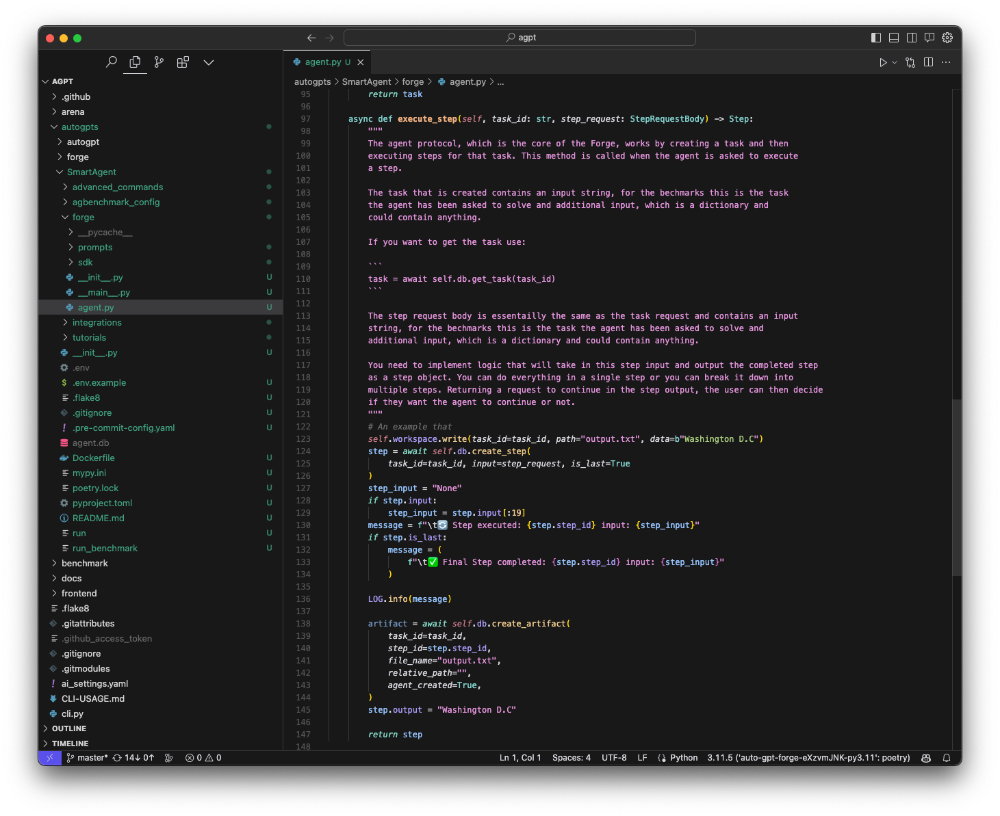 agpt
AGPT
.github
arena
autogpts
autogpt
forge
SmartAgent
advanced_commands
agbenchmark_config
forge
__pycache__
prompts
sdk
__init__.py U
__main__.py U
agent.py U
integrations
tutorials
__init__.py U
.env
$ .env.example U
.flake8 U
.gitignore U
! .pre-commit-config.yaml U
agent.db
Dockerfile U
mypy.ini U
poetry.lock U
pyproject.toml U
README.md U
run U
run_benchmark U
benchmark
docs
frontend
.flake8
.gitattributes
.github_access_token
.gitignore
.gitmodules
! ai_settings.yaml
CLI-USAGE.md
cli.py
OUTLINE
TIMELINE
agent.py U
autogpts > SmartAgent > forge > agent.py > ...
95 return task
96
97 async def execute_step(self, task_id: str, step_request: StepRequestBody) -> Step:
98 """
99 The agent protocol, which is the core of the Forge, works by creating a task and then
100 executing steps for that task. This method is called when the agent is asked to execute
101 a step.
102
103 The task that is created contains an input string, for the bechmarks this is the task
104 the agent has been asked to solve and additional input, which is a dictionary and
105 could contain anything.
106
107 If you want to get the task use:
108
109 ```
110 task = await self.db.get_task(task_id)
111 ```
112
113 The step request body is essentailly the same as the task request and contains an input
114 string, for the bechmarks this is the task the agent has been asked to solve and
115 additional input, which is a dictionary and could contain anything.
116
117 You need to implement logic that will take in this step input and output the completed step
118 as a step object. You can do everything in a single step or you can break it down into
119 multiple steps. Returning a request to continue in the step output, the user can then decide
120 if they want the agent to continue or not.
121 """
122 # An example that
123 self.workspace.write(task_id=task_id, path="output.txt", data=b"Washington D.C")
124 step = await self.db.create_step(
125 task_id=task_id, input=step_request, is_last=True
126 )
127 step_input = "None"
128 if step.input:
129 step_input = step.input[:19]
130 message = f"\t🔄 Step executed: {step.step_id} input: {step_input}"
131 if step.is_last:
132 message = (
133 f"\t✅ Final Step completed: {step.step_id} input: {step_input}"
134 )
135
136 LOG.info(message)
137
138 artifact = await self.db.create_artifact(
139 task_id=task_id,
140 step_id=step.step_id,
141 file_name="output.txt",
142 relative_path="",
143 agent_created=True,
144 )
145 step.output = "Washington D.C"
146
147 return step
148
master* 14↓ 0↑ 0 0 Ln 1, Col 1 Spaces: 4 UTF-8 LF Python 3.11.5 ('auto-gpt-forge-eXzvmJNK-py3.11': poetry)